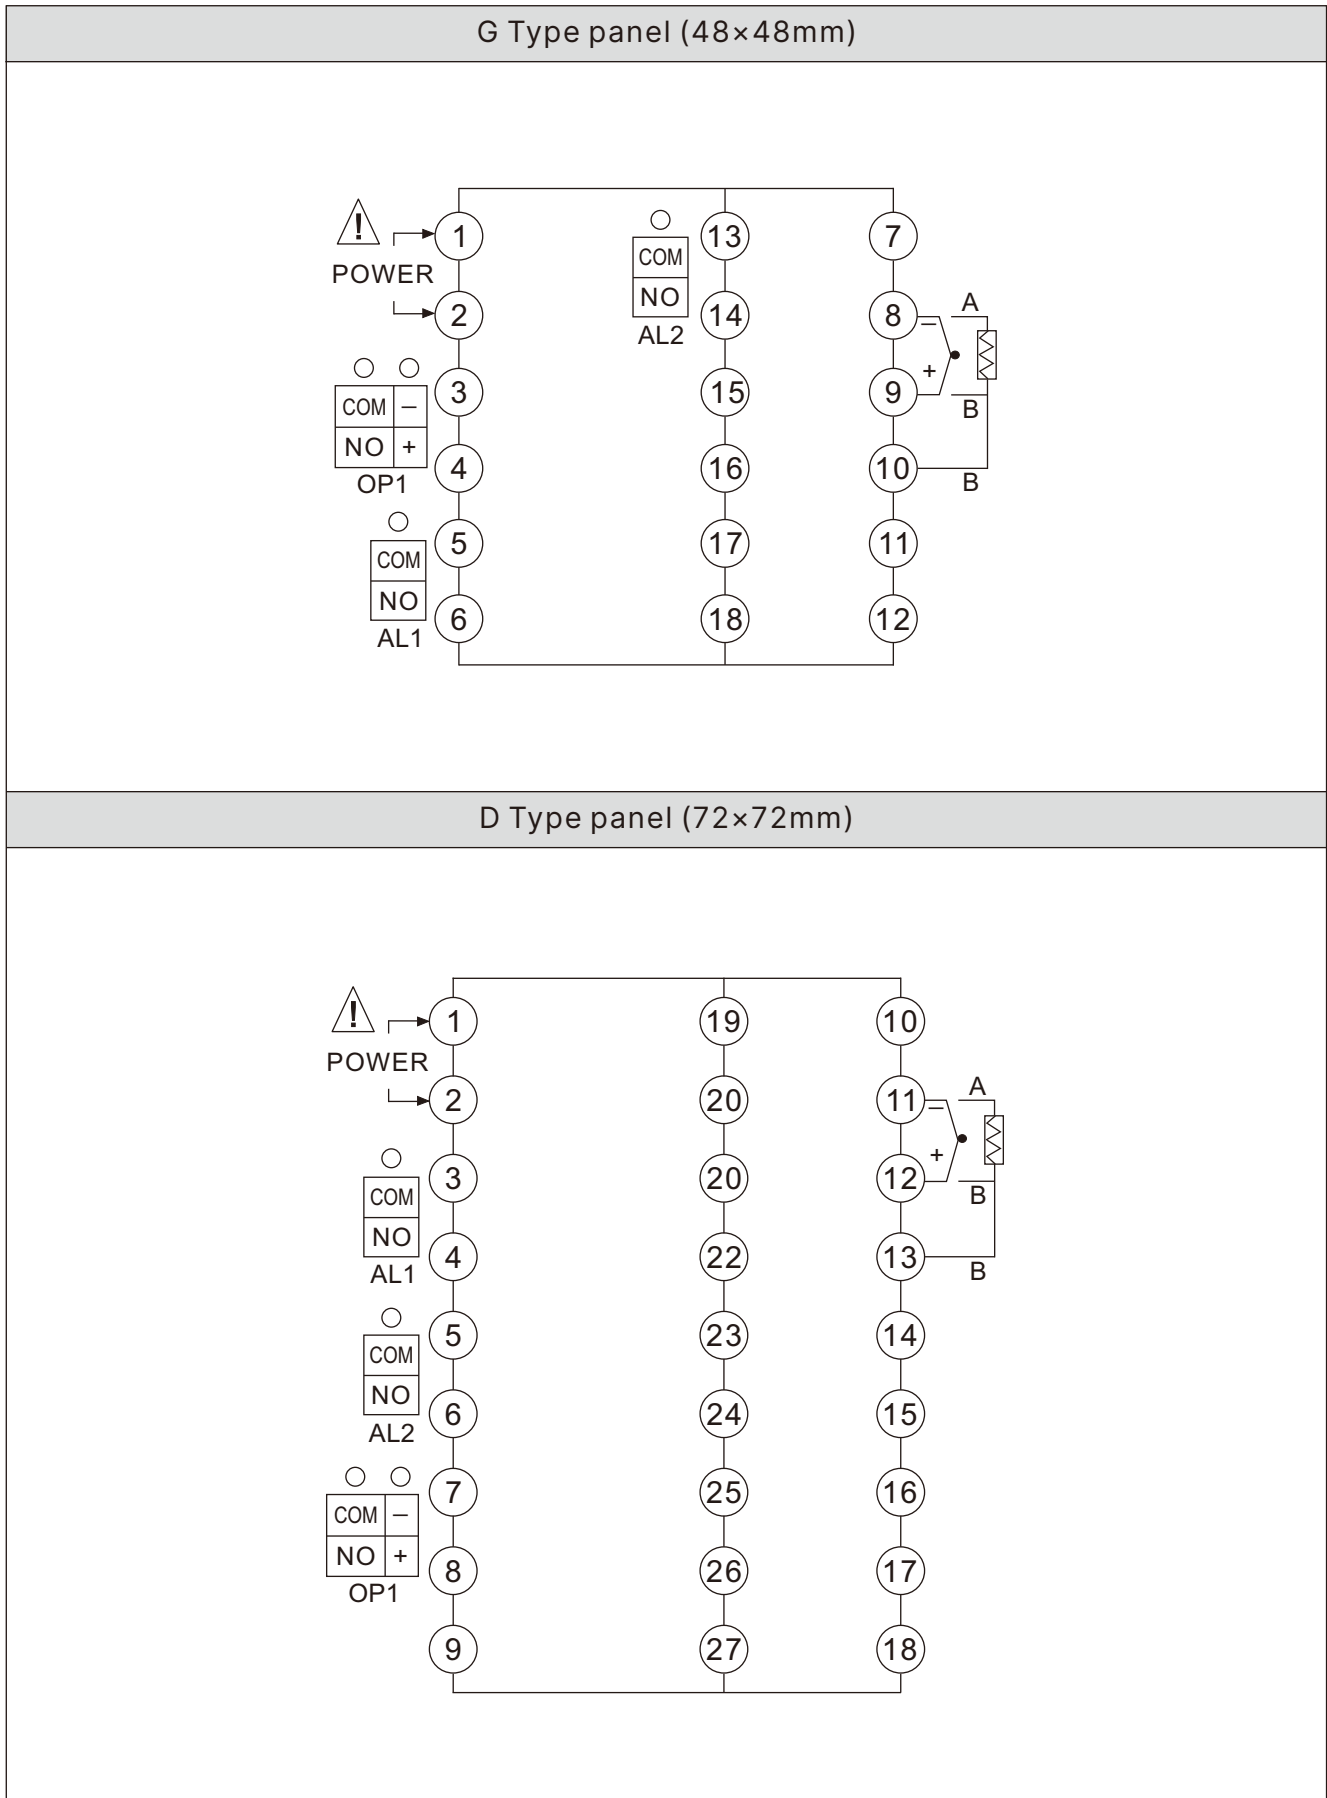 G Type panel (48×48mm)
1
13
7
COM
POWER
NO
2
14
8
A
–
AL2
3
15
9
+
COM –
B
NO +
4
16
10
OP1
B
5
17
11
COM
NO
6
18
12
AL1
D Type panel (72×72mm)
1
19
10
POWER
2
20
11
A
–
3
20
12
+
COM
B
NO
4
22
13
AL1
B
5
23
14
COM
NO
6
24
15
AL2
7
25
16
COM –
NO +
8
26
17
OP1
9
27
18